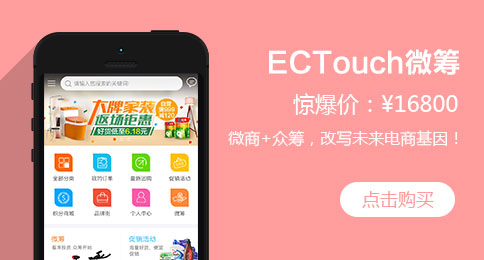 ECTouch微筹
惊爆价：¥16800
微商+众筹，改写未来电商基因！
点击购买
请输入您搜索的关键词!
大牌家装
返场钜惠
好货低至6.18元
全部分类
我的订单
最新团购
促销活动
积分商城
品牌街
个人中心
微筹
微筹
促销活动